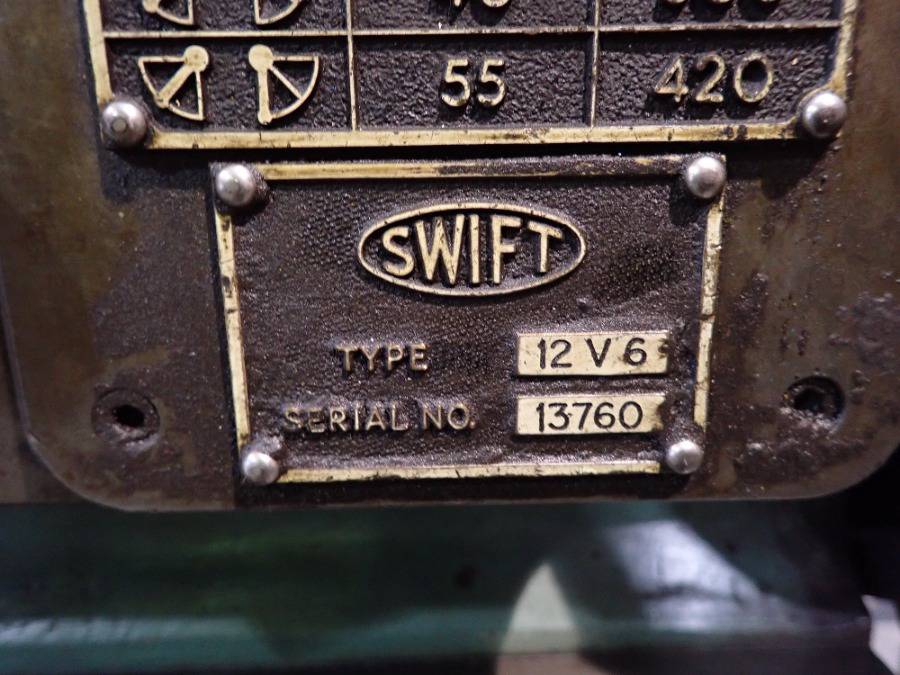 55 420
SWIFT
TYPE 12 V 6
SERIAL NO. 13760